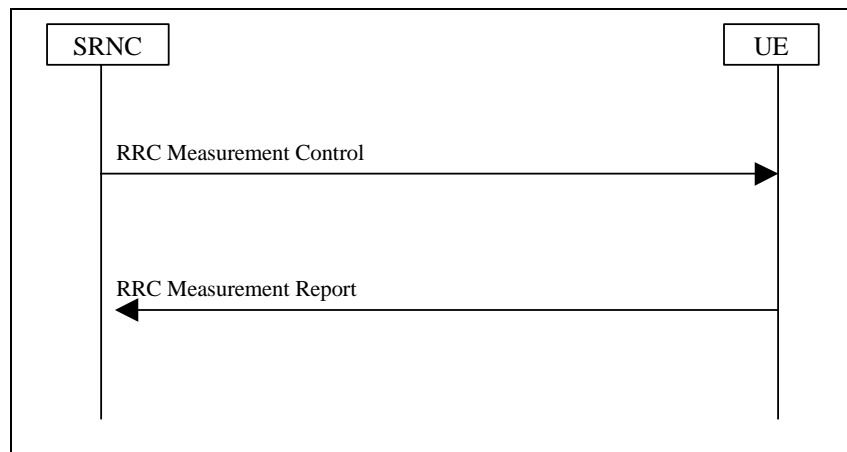 SRNC
UE
RRC Measurement Control
RRC Measurement Report